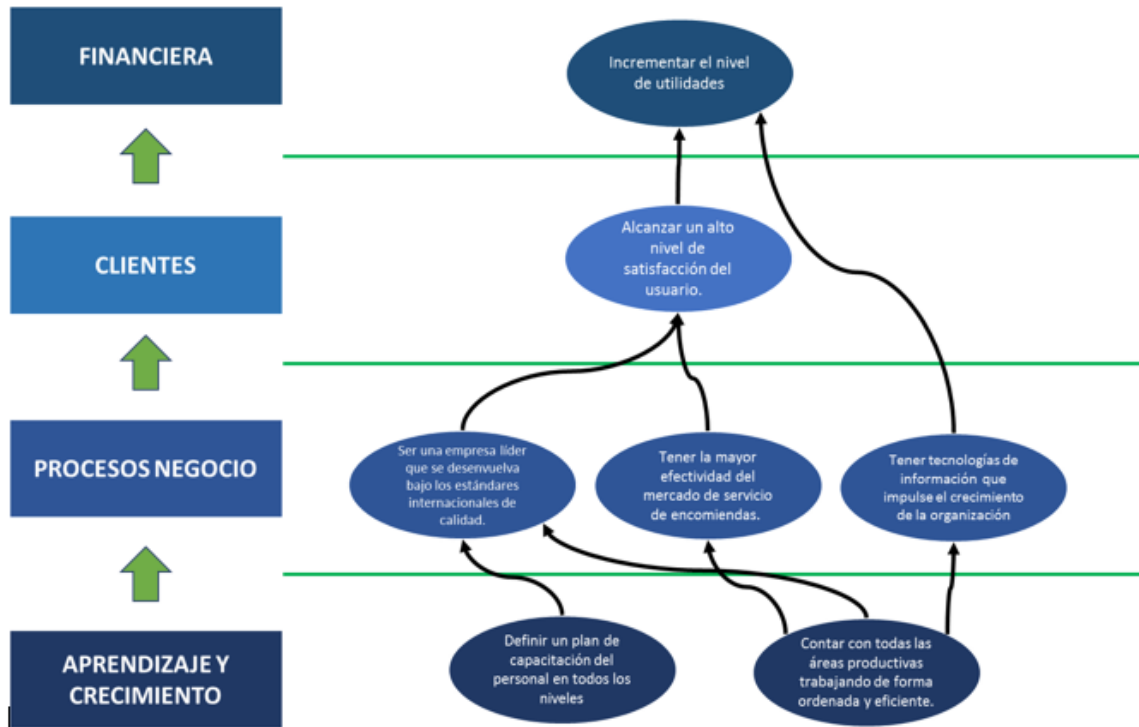 FINANCIERA
Incrementar el nivel
de utilidades
CLIENTES
Alcanzar un alto
nivel de
satisfacción del
usuario.
PROCESOS NEGOCIO
Ser una empresa líder
que se desenvuelva
bajo los estándares
internacionales de
calidad.
Tener la mayor
efectividad del
mercado de servicio
de encomiendas.
Tener tecnologías de
información que
impulse el crecimiento
de la organización
APRENDIZAJE Y
CRECIMIENTO
Definir un plan de
capacitación del
personal en todos los
niveles
Contar con todas las
áreas productivas
trabajando de forma
ordenada y eficiente.